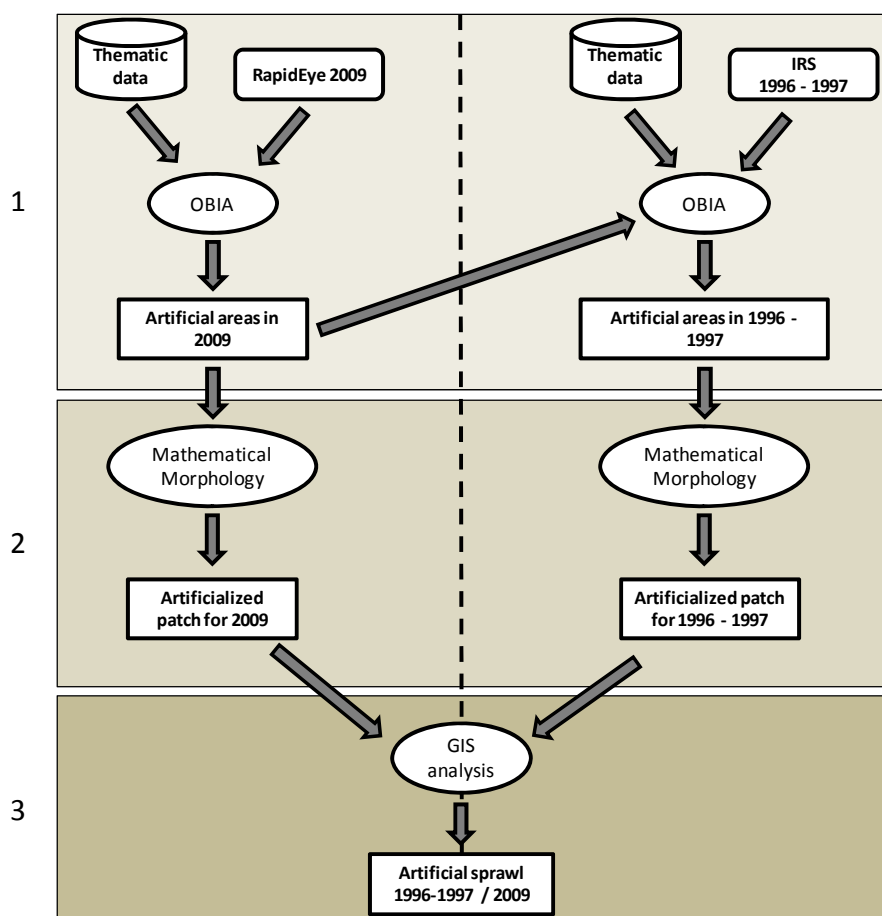 Thematic
data
RapidEye 2009
Thematic
data
IRS
1996 - 1997
1
OBIA
OBIA
Artificial areas in
2009
Artificial areas in 1996 -
1997
Mathematical
Morphology
Mathematical
Morphology
2
Artificialized
patch for 2009
Artificialized patch
for 1996 - 1997
GIS
analysis
3
Artificial sprawl
1996-1997 / 2009